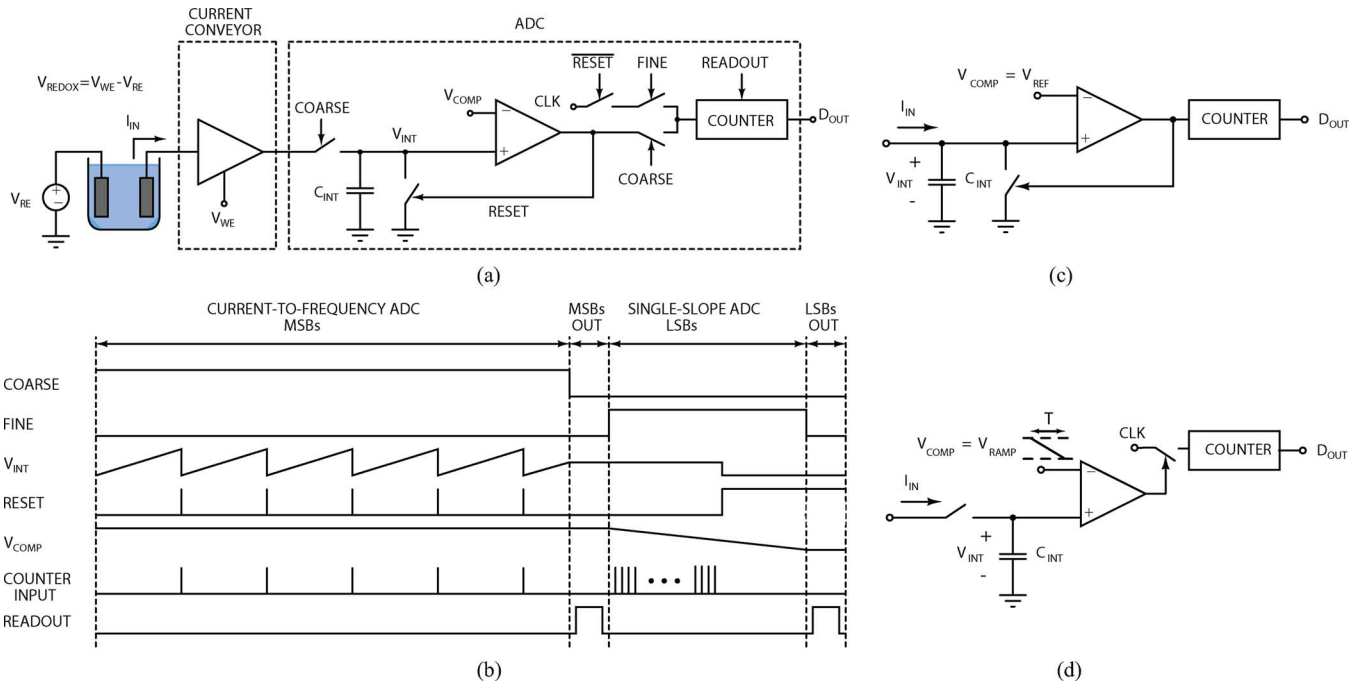 CURRENT
CONVEYOR
ADC
V_REDOX=V_WE-V_RE
I_IN
V_RE
V_WE
COARSE
V_INT
C_INT
V_COMP
RESET
RESET
FINE
READOUT
CLK
COUNTER
D_OUT
COARSE
(a)
CURRENT-TO-FREQUENCY ADC
MSBs
MSBs
OUT
SINGLE-SLOPE ADC
LSBs
LSBs
OUT
COARSE
FINE
V_INT
RESET
V_COMP
COUNTER
INPUT
READOUT
(b)
V_COMP = V_REF
I_IN
+
V_INT
-
C_INT
COUNTER
D_OUT
(c)
T
V_COMP = V_RAMP
CLK
COUNTER
D_OUT
I_IN
+
V_INT
-
C_INT
(d)